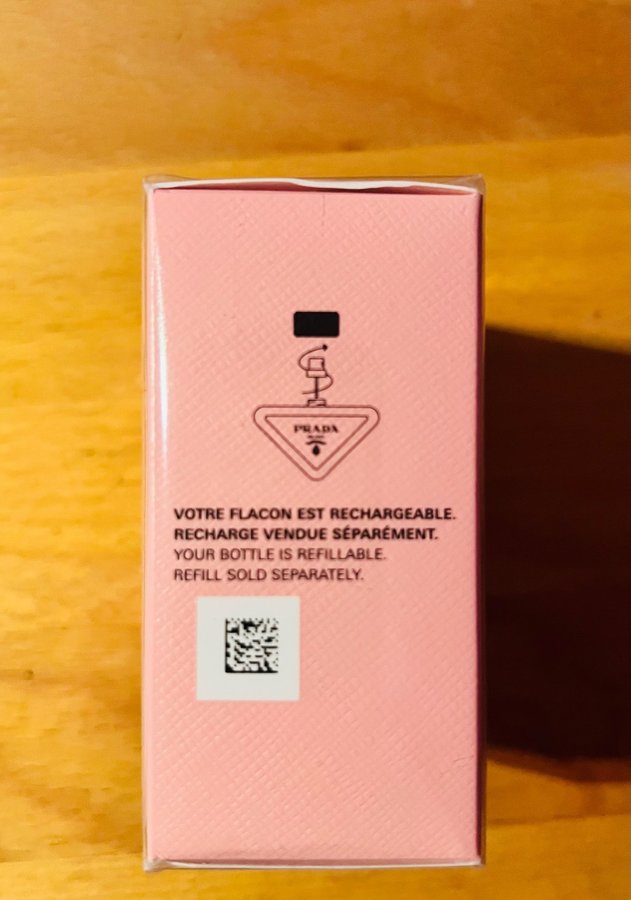 PRADA
VOTRE FLACON EST RECHARGEABLE.
RECHARGE VENDUE SÉPARÉMENT.
YOUR BOTTLE IS REFILLABLE.
REFILL SOLD SEPARATELY.